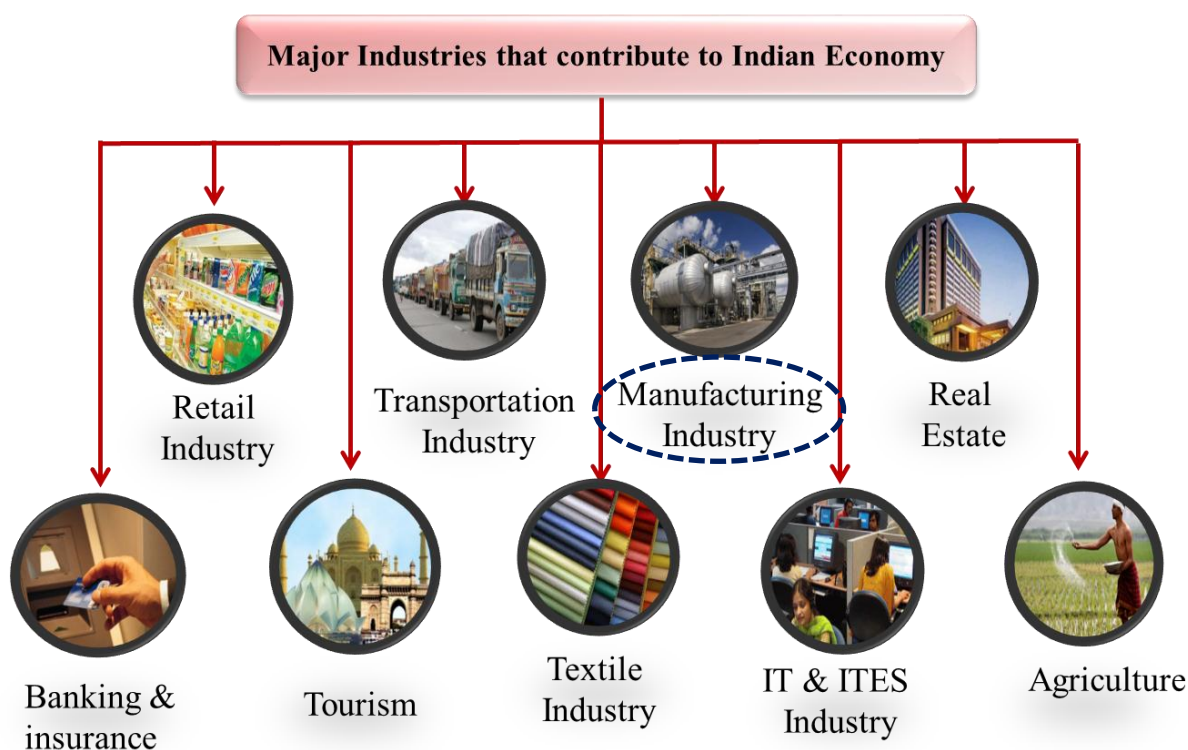 Major Industries that contribute to Indian Economy
Retail
Industry
Transportation
Industry
Manufacturing
Industry
Real
Estate
Banking &
insurance
Tourism
Textile
Industry
IT & ITES
Industry
Agriculture